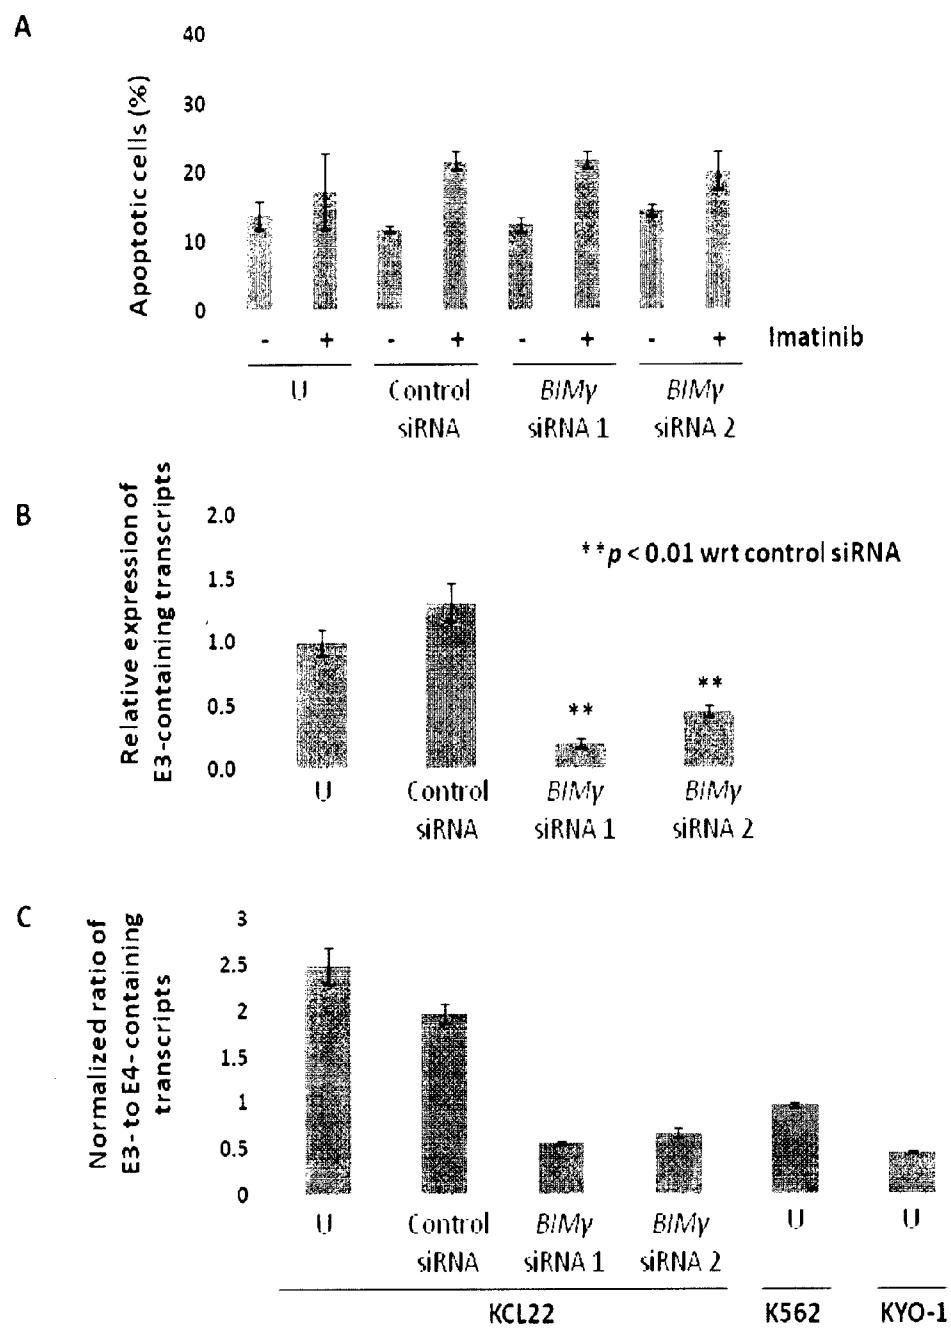 A
40
30
20
10
0
Apoptotic cells (%)
- + - + - + - + Imatinib
U Control siRNA BIMγ siRNA 1 BIMγ siRNA 2
B
2.0
1.5
1.0
0.5
0.0
Relative expression of
E3-containing transcripts
**p < 0.01 wrt control siRNA
**
**
U Control siRNA BIMγ siRNA 1 BIMγ siRNA 2
C
3
2.5
2
1.5
1
0.5
0
Normalized ratio of
E3- to E4- containing
transcripts
U Control siRNA BIMγ siRNA 1 BIMγ siRNA 2 U U
KCL22 K562 KYO-1